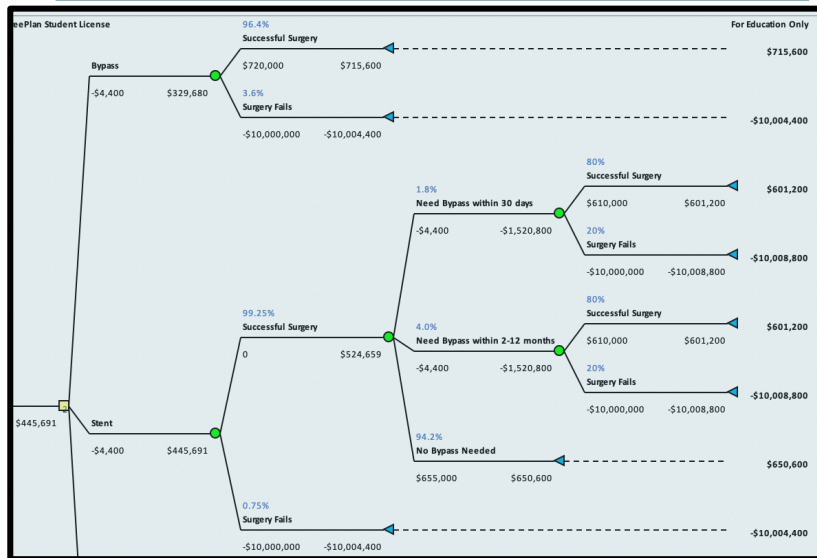 eePlan Student License
For Education Only
96.4%
Successful Surgery
$715,600
$720,000 $715,600
Bypass
-$4,400 $329,680
3.6%
Surgery Fails
-$10,004,400
-$10,000,000 -$10,004,400
80%
Successful Surgery
$601,200
$610,000 $601,200
1.8%
Need Bypass within 30 days
-$4,400 -$1,520,800
20%
Surgery Fails
-$10,008,800
-$10,000,000 -$10,008,800
99.25%
Successful Surgery
0 $524,659
80%
Successful Surgery
$601,200
$610,000 $601,200
4.0%
Need Bypass within 2-12 months
-$4,400 -$1,520,800
20%
Surgery Fails
-$10,008,800
-$10,000,000 -$10,008,800
2
$445,691
Stent
-$4,400 $445,691
94.2%
No Bypass Needed
$650,600
$655,000 $650,600
0.75%
Surgery Fails
-$10,004,400
-$10,000,000 -$10,004,400